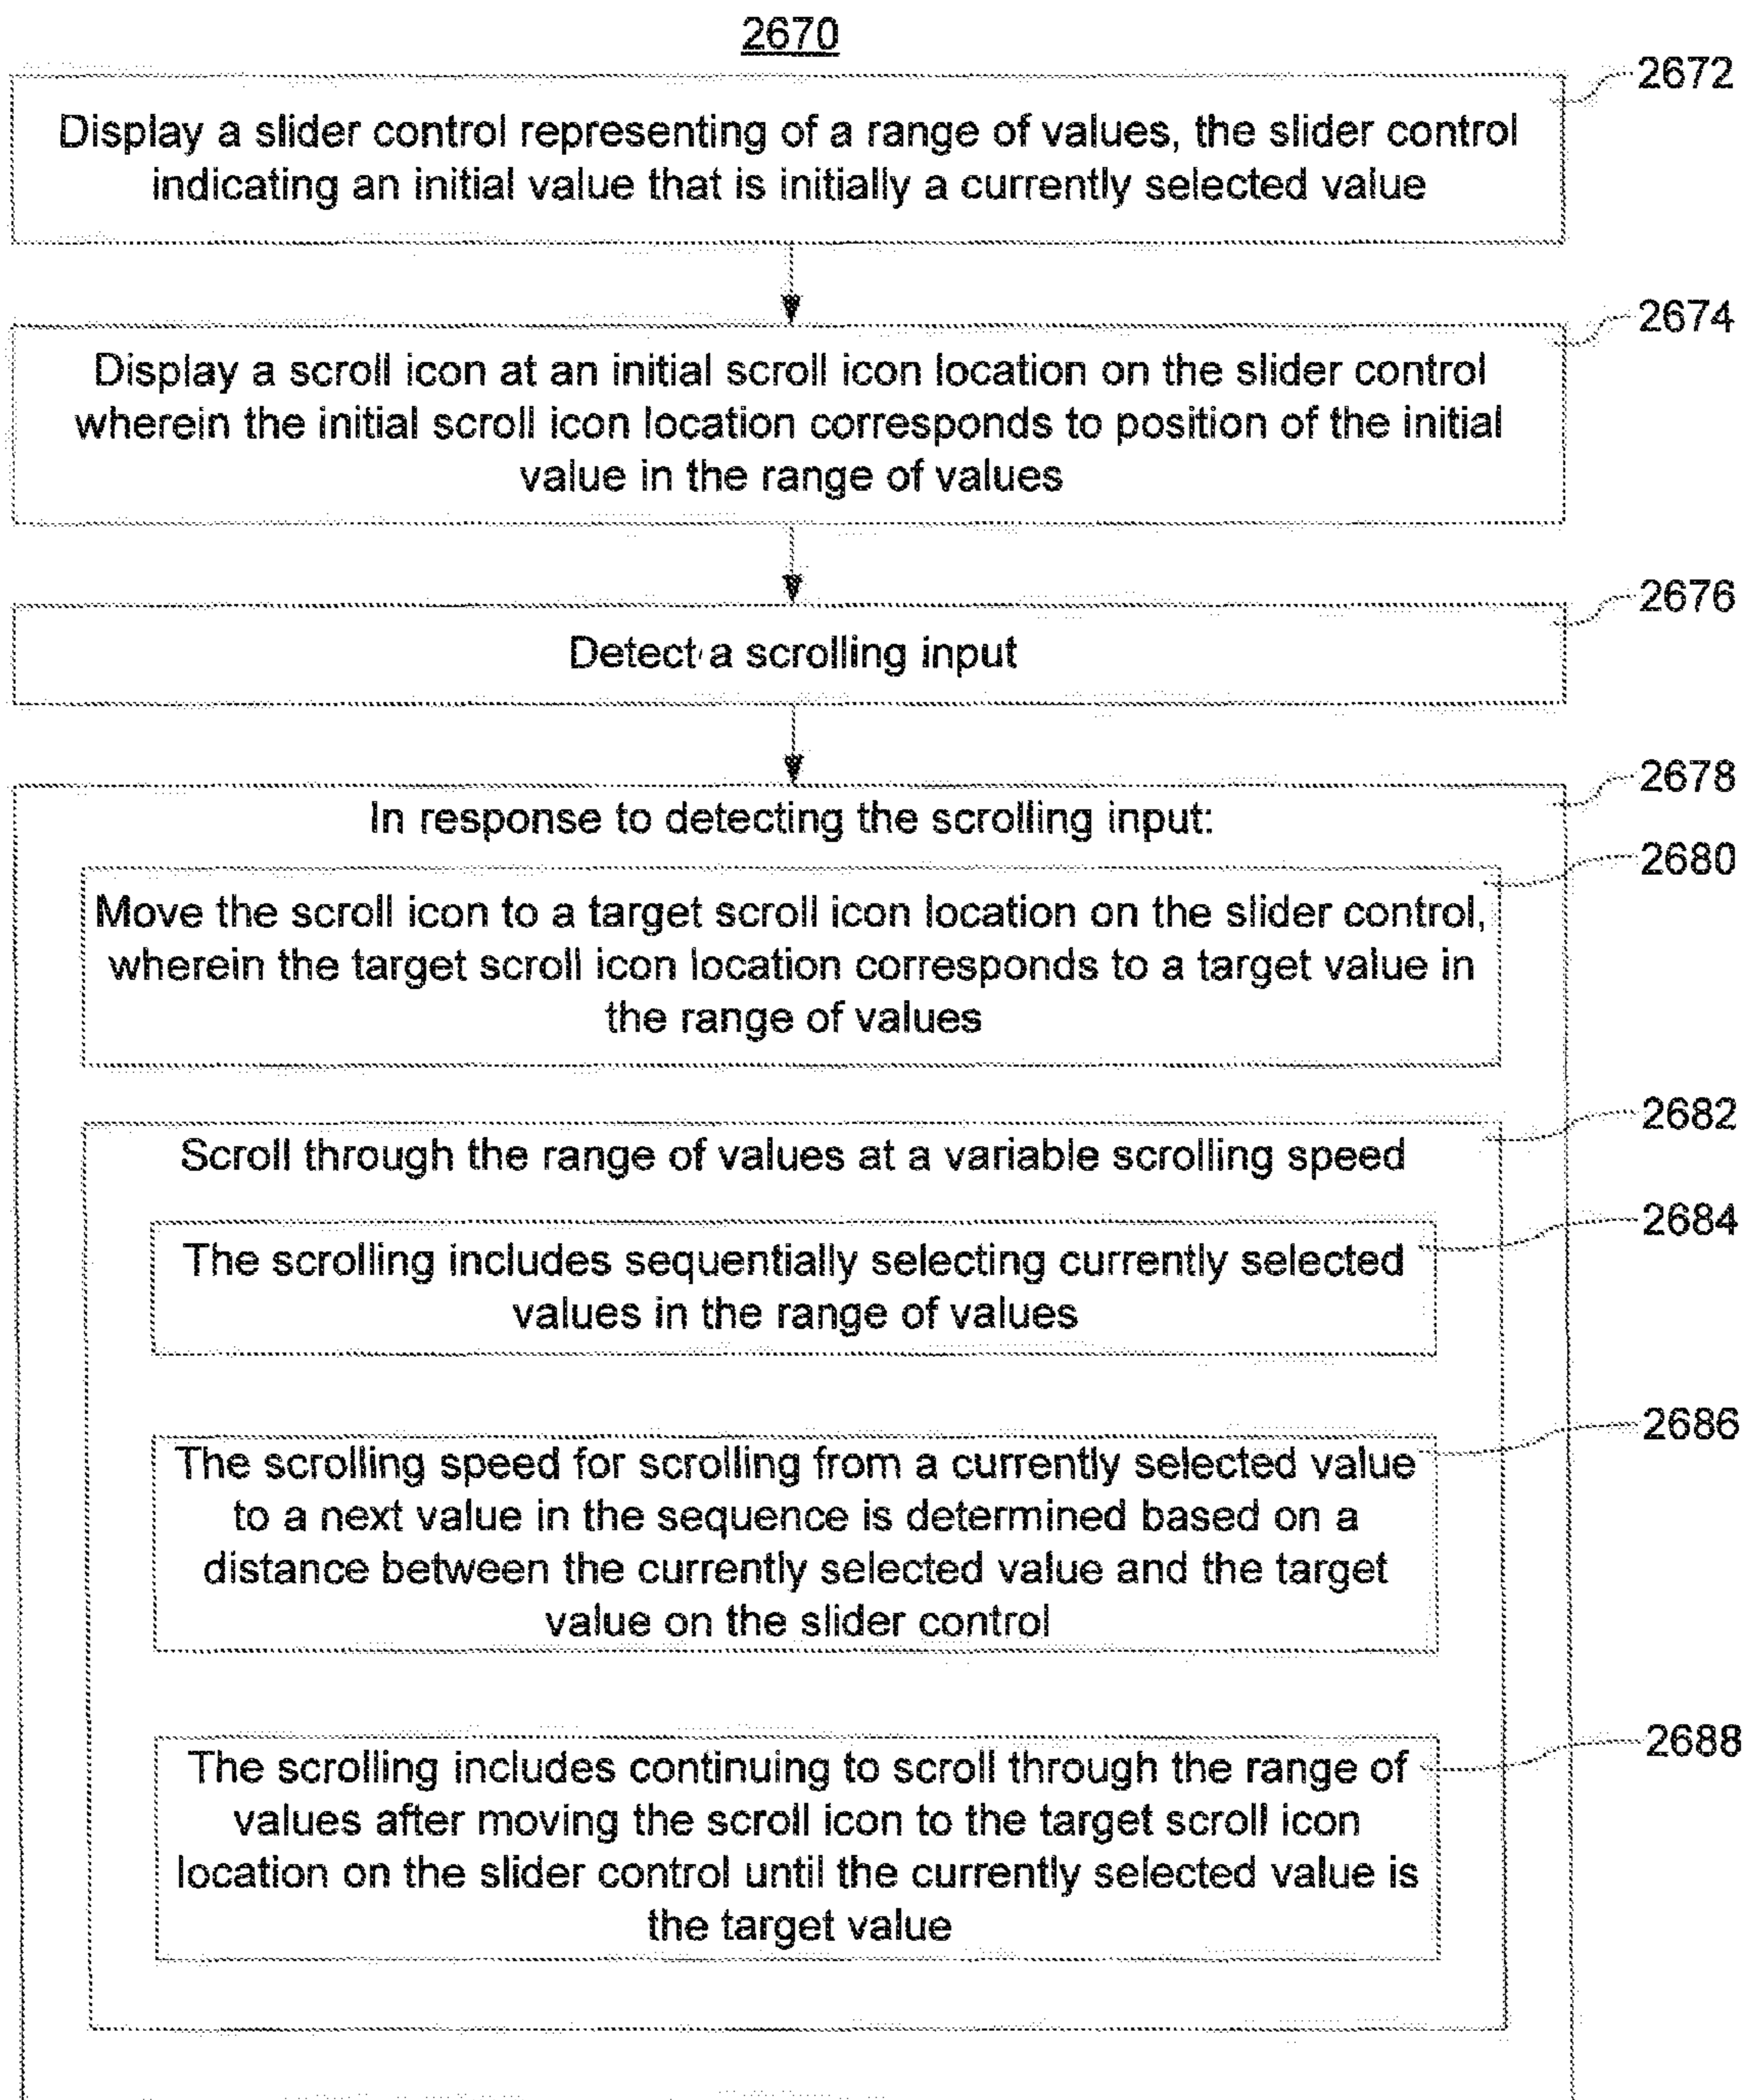 2670
2672
Display a slider control representing of a range of values, the slider control
indicating an initial value that is initially a currently selected value
2674
Display a scroll icon at an initial scroll icon location on the slider control
wherein the initial scroll icon location corresponds to position of the initial
value in the range of values
2676
Detect a scrolling input
2678
In response to detecting the scrolling input:
2680
Move the scroll icon to a target scroll icon location on the slider control,
wherein the target scroll icon location corresponds to a target value in
the range of values
2682
Scroll through the range of values at a variable scrolling speed
2684
The scrolling includes sequentially selecting currently selected
values in the range of values
2686
The scrolling speed for scrolling from a currently selected value
to a next value in the sequence is determined based on a
distance between the currently selected value and the target
value on the slider control
2688
The scrolling includes continuing to scroll through the range of
values after moving the scroll icon to the target scroll icon
location on the slider control until the currently selected value is
the target value